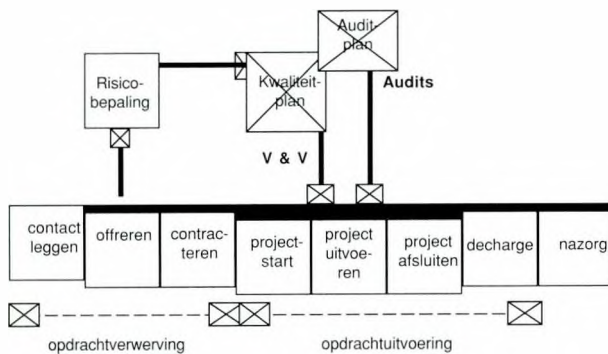 Audit-
plan
Risico-
bepaling
Kwaliteit-
plan
Audits
V & V
contact
leggen
offreren
contrac-
teren
project-
start
project
uitvoe-
ren
project
afsluiten
decharge
nazorg
opdrachtverwerving
opdrachtuitvoering